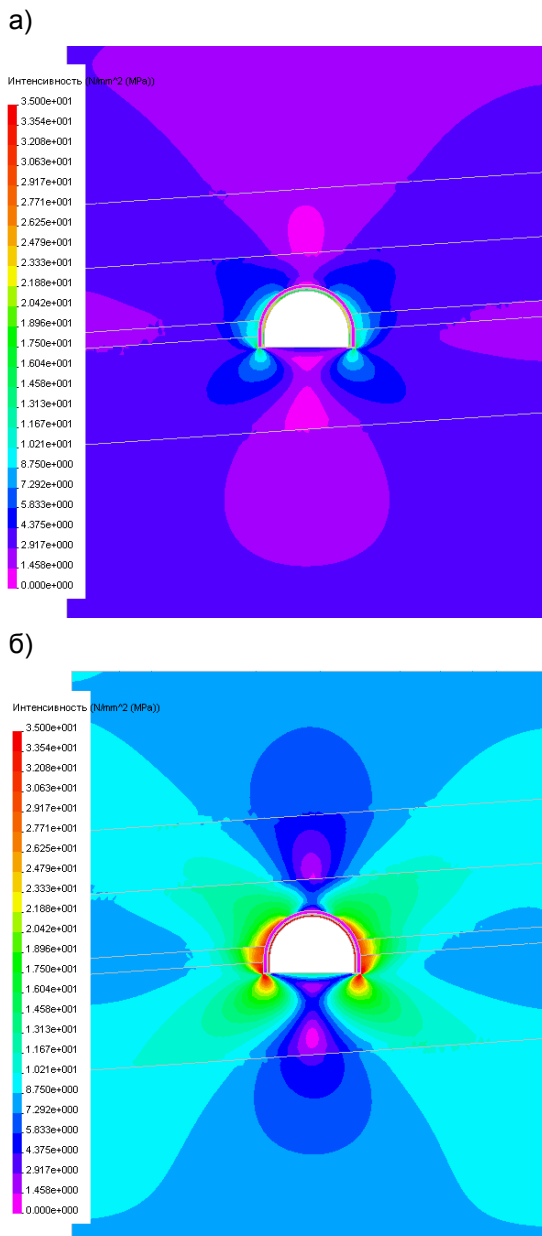 а)
Интенсивность (N/mm^2 (MPa))
3.500e+001
3.354e+001
3.208e+001
3.063e+001
2.917e+001
2.771e+001
2.625e+001
2.479e+001
2.333e+001
2.188e+001
2.042e+001
1.896e+001
1.750e+001
1.604e+001
1.458e+001
1.313e+001
1.167e+001
1.021e+001
8.750e+000
7.292e+000
5.833e+000
4.375e+000
2.917e+000
1.458e+000
0.000e+000
б)
Интенсивность (N/mm^2 (MPa))
3.500e+001
3.354e+001
3.208e+001
3.063e+001
2.917e+001
2.771e+001
2.625e+001
2.479e+001
2.333e+001
2.188e+001
2.042e+001
1.896e+001
1.750e+001
1.604e+001
1.458e+001
1.313e+001
1.167e+001
1.021e+001
8.750e+000
7.292e+000
5.833e+000
4.375e+000
2.917e+000
1.458e+000
0.000e+000